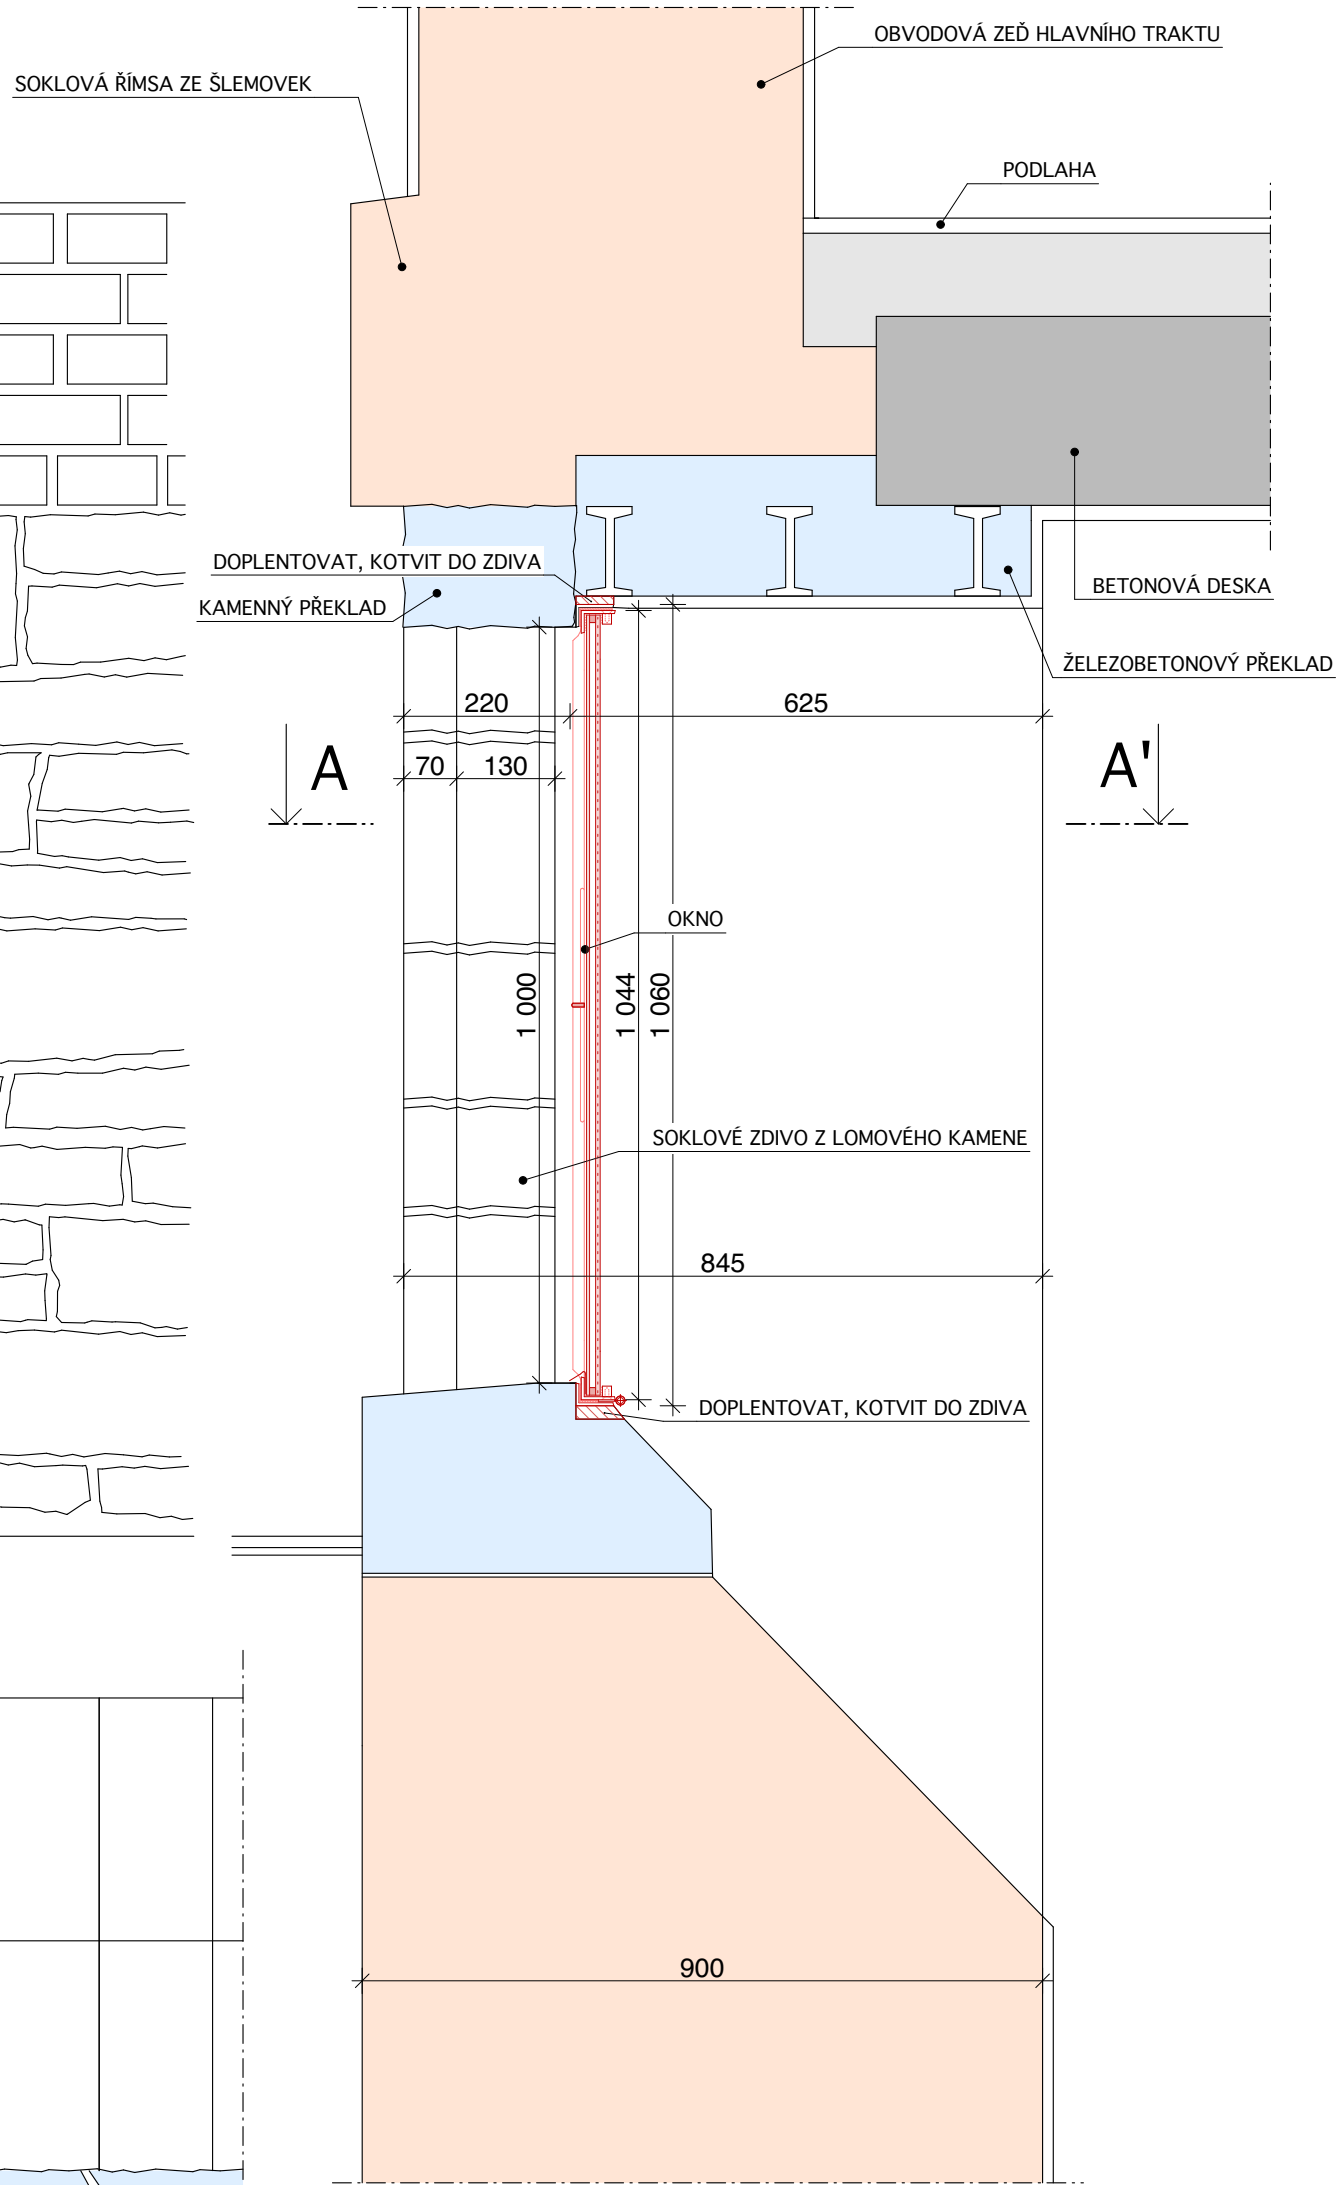 OBVODOVÁ ZEĎ HLAVNÍHO TRAKTU
SOKLOVÁ ŘÍMSA ZE ŠLEMOVEK
PODLAHA
DOPLENTOVAT, KOTVIT DO ZDIVA
BETONOVÁ DESKA
KAMENNÝ PŘEKLAD
ŽELEZOBETONOVÝ PŘEKLAD
220
625
A
A'
70
130
OKNO
1 000
1 044
1 060
SOKLOVÉ ZDIVO Z LOMOVÉHO KAMENE
845
DOPLENTOVAT, KOTVIT DO ZDIVA
900